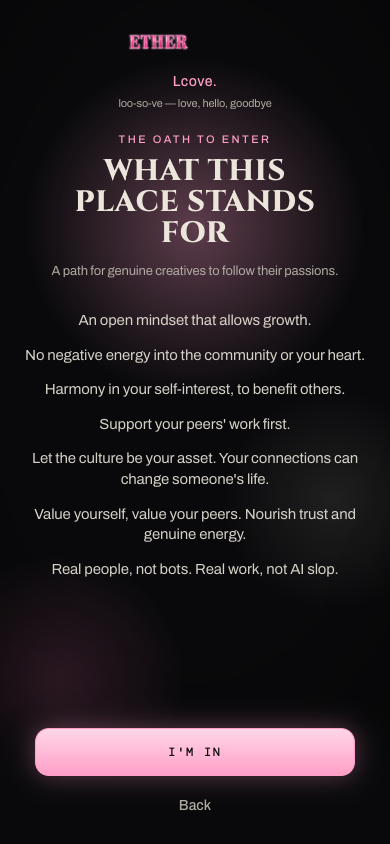 ETHER
Lcove.
loo-so-ve — love, hello, goodbye
THE OATH TO ENTER
WHAT THIS
PLACE STANDS
FOR
A path for genuine creatives to follow their passions.
An open mindset that allows growth.
No negative energy into the community or your heart.
Harmony in your self-interest, to benefit others.
Support your peers' work first.
Let the culture be your asset. Your connections can
change someone's life.
Value yourself, value your peers. Nourish trust and
genuine energy.
Real people, not bots. Real work, not AI slop.
I'M IN
Back